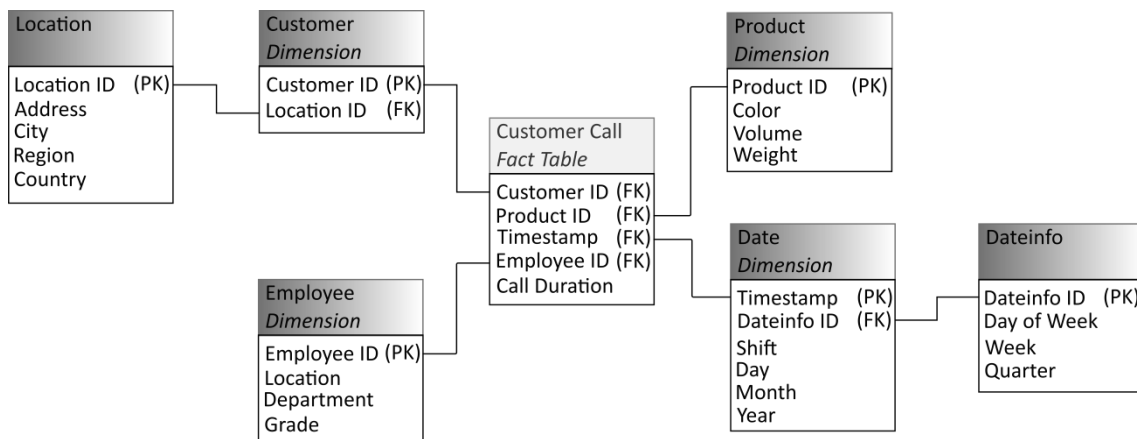 Location
Location ID (PK)
Address
City
Region
Country
Customer
Dimension
Customer ID (PK)
Location ID (FK)
Customer Call
Fact Table
Customer ID (FK)
Product ID (FK)
Timestamp (FK)
Employee ID (FK)
Call Duration
Product
Dimension
Product ID (PK)
Color
Volume
Weight
Employee
Dimension
Employee ID (PK)
Location
Department
Grade
Date
Dimension
Timestamp (PK)
Dateinfo ID (FK)
Shift
Day
Month
Year
Dateinfo
Dateinfo ID (PK)
Day of Week
Week
Quarter